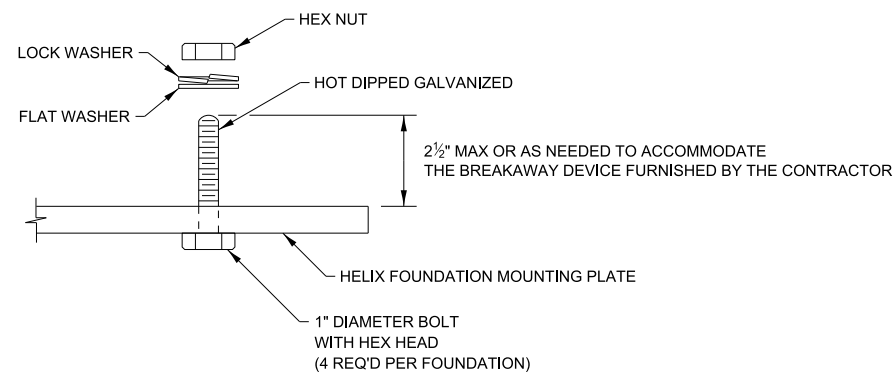 HEX NUT
LOCK WASHER
HOT DIPPED GALVANIZED
FLAT WASHER
2½" MAX OR AS NEEDED TO ACCOMMODATE
THE BREAKAWAY DEVICE FURNISHED BY THE CONTRACTOR
HELIX FOUNDATION MOUNTING PLATE
1" DIAMETER BOLT
WITH HEX HEAD
(4 REQ'D PER FOUNDATION)